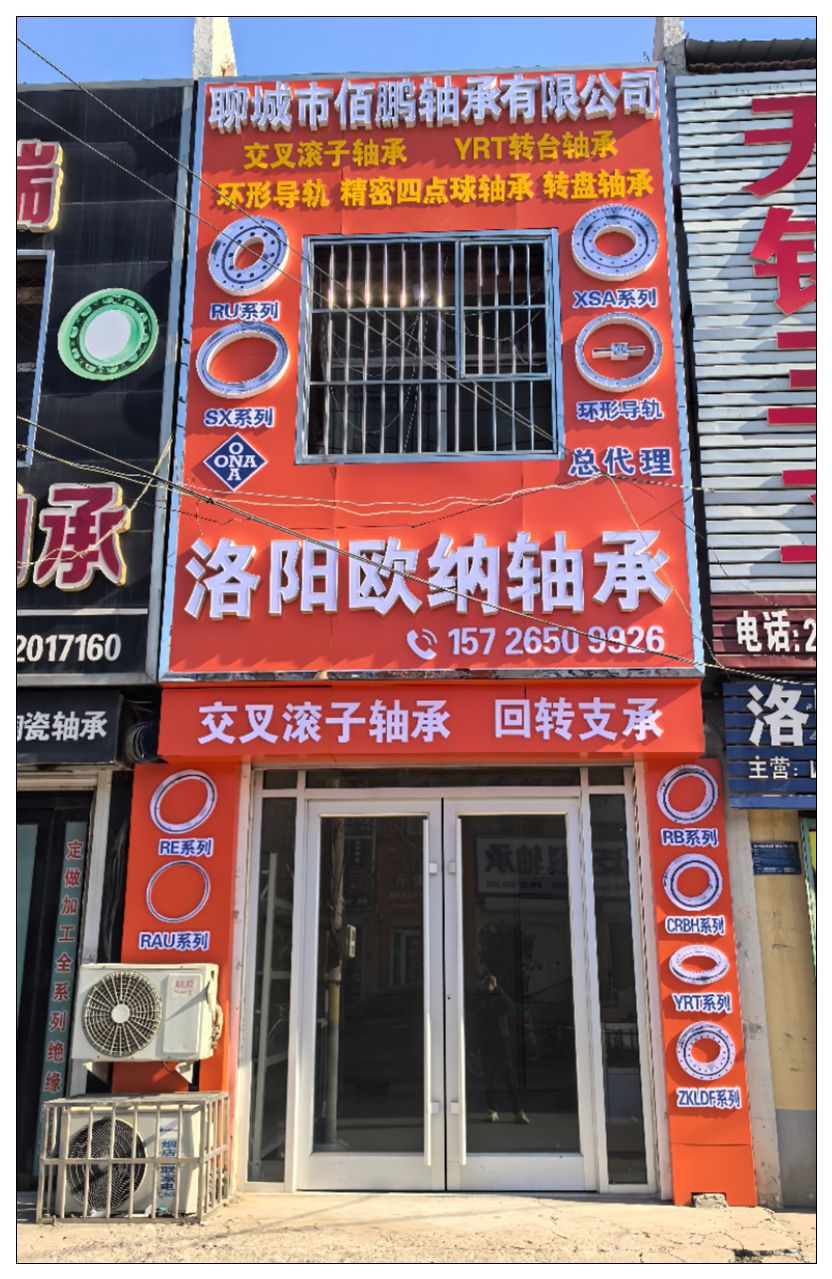 聊城市佰鹏轴承有限公司
交叉滚子轴承 YRT转台轴承
环形导轨 精密四点球轴承 转盘轴承
RU系列
XSA系列
SX系列
环形导轨
ONA
总代理
洛阳欧纳轴承
157 2650 9926
交叉滚子轴承 回转支承
RE系列
RAU系列
RB系列
CRBH系列
YRT系列
ZKLDF系列
瑞
承
2017160
瓷轴承
定做加工全系列绝缘
电话:2
洛
主营: